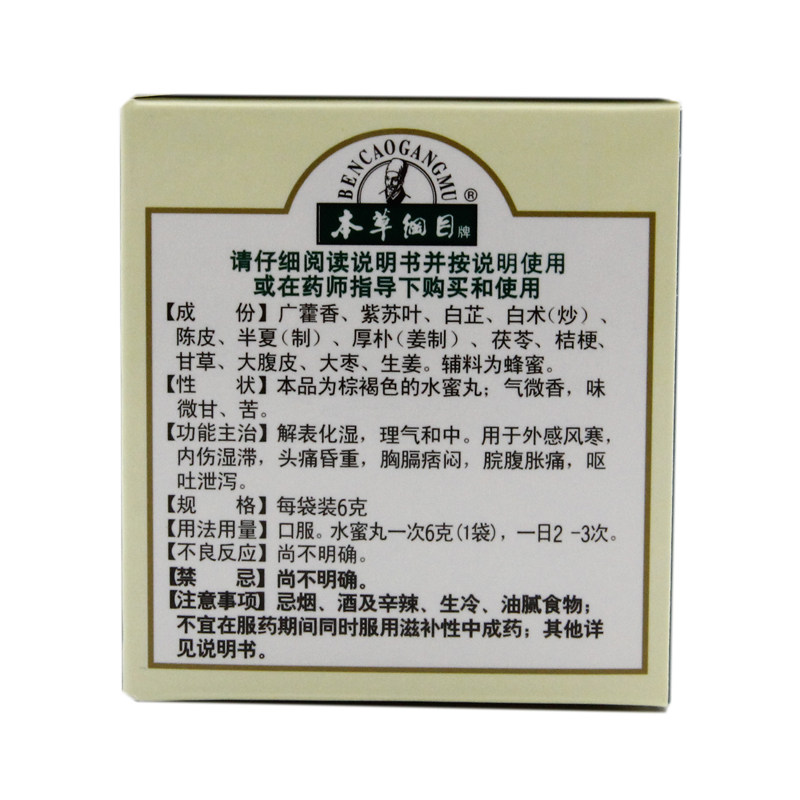 BENCAOGANGMU
®
本草綱目牌
请仔细阅读说明书并按说明使用
或在药师指导下购买和使用
【成 份】广藿香、紫苏叶、白芷、白术(炒)、
陈皮、半夏(制)、厚朴(姜制)、茯苓、桔梗、
甘草、大腹皮、大枣、生姜。辅料为蜂蜜。
【性 状】本品为棕褐色的水蜜丸；气微香，味
微甘、苦。
【功能主治】解表化湿，理气和中。用于外感风寒，
内伤湿滞，头痛昏重，胸膈痞闷，脘腹胀痛，呕
吐泄泻。
【规 格】每袋装6克
【用法用量】口服。水蜜丸一次6克(1袋)，一日2 -3次。
【不良反应】尚不明确。
【禁 忌】尚不明确。
【注意事项】忌烟、酒及辛辣、生冷、油腻食物；
不宜在服药期间同时服用滋补性中成药；其他详
见说明书。